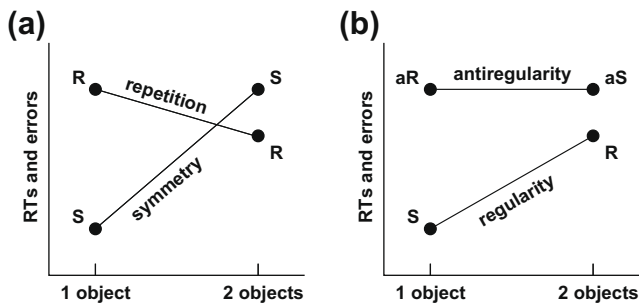 (a)
RTs and errors
R
repetition
S
R
symmetry
S
1 object
2 objects
(b)
RTs and errors
aR
antiregularity
aS
R
regularity
S
1 object
2 objects